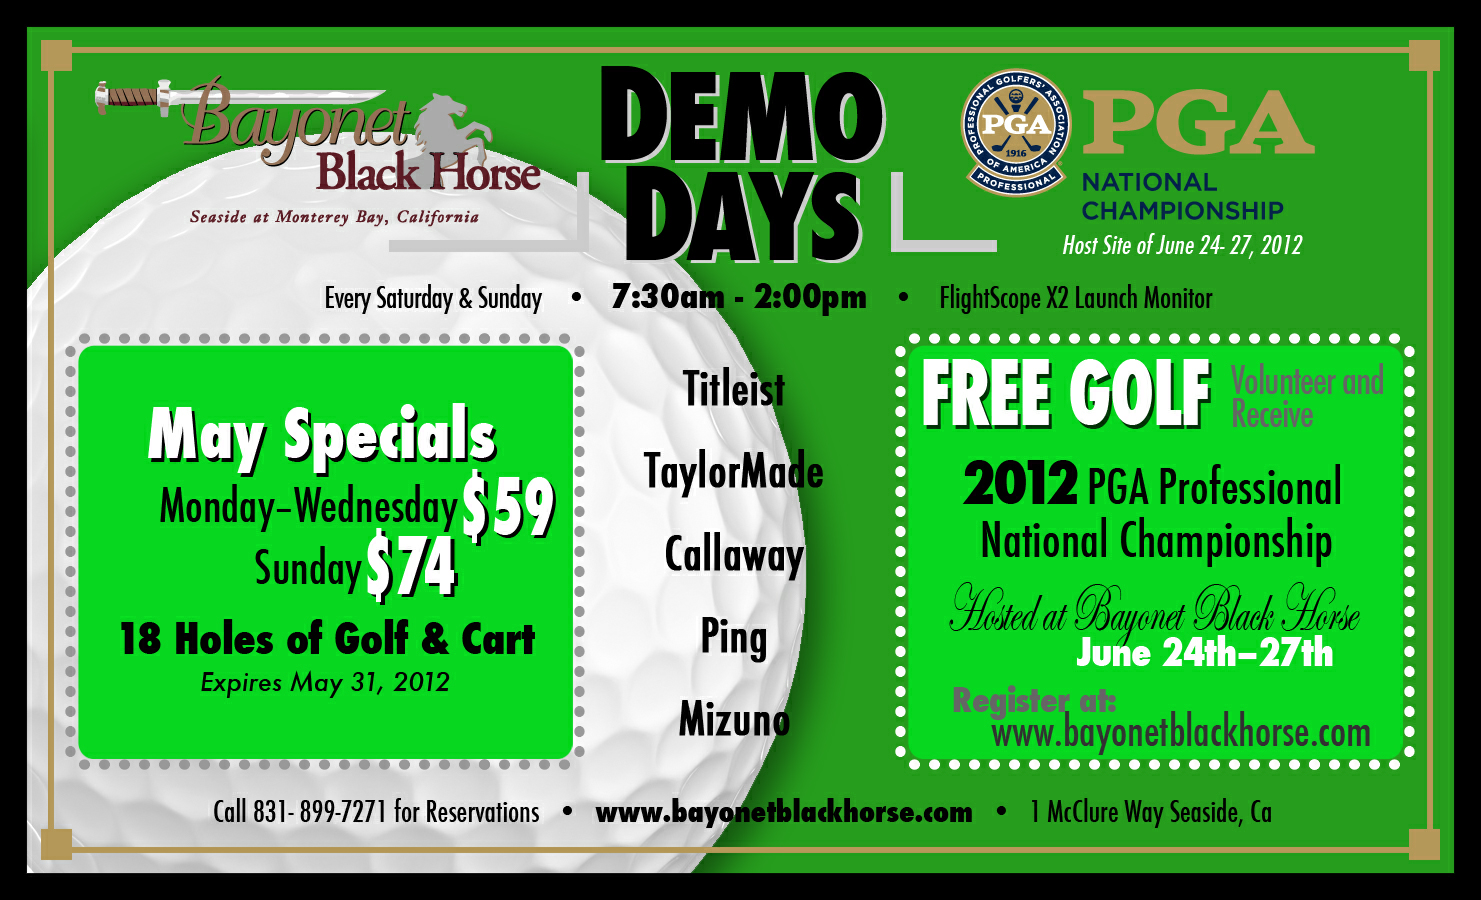 Bayonet
Black Horse
Seaside at Monterey Bay, California
DEMO
DAYS
PROFESSIONAL GOLFERS' ASSOCIATION
OF AMERICA
PGA
1916
PROFESSIONAL
PGA
NATIONAL
CHAMPIONSHIP
Host Site of June 24- 27, 2012
Every Saturday & Sunday • 7:30am - 2:00pm • FlightScope X2 Launch Monitor
May Specials
Monday–Wednesday $59
Sunday $74
18 Holes of Golf & Cart
Expires May 31, 2012
Titleist
TaylorMade
Callaway
Ping
Mizuno
FREE GOLF Volunteer and
Receive
2012 PGA Professional
National Championship
Hosted at Bayonet Black Horse
June 24th–27th
Register at:
www.bayonetblackhorse.com
Call 831- 899-7271 for Reservations • www.bayonetblackhorse.com • 1 McClure Way Seaside, Ca